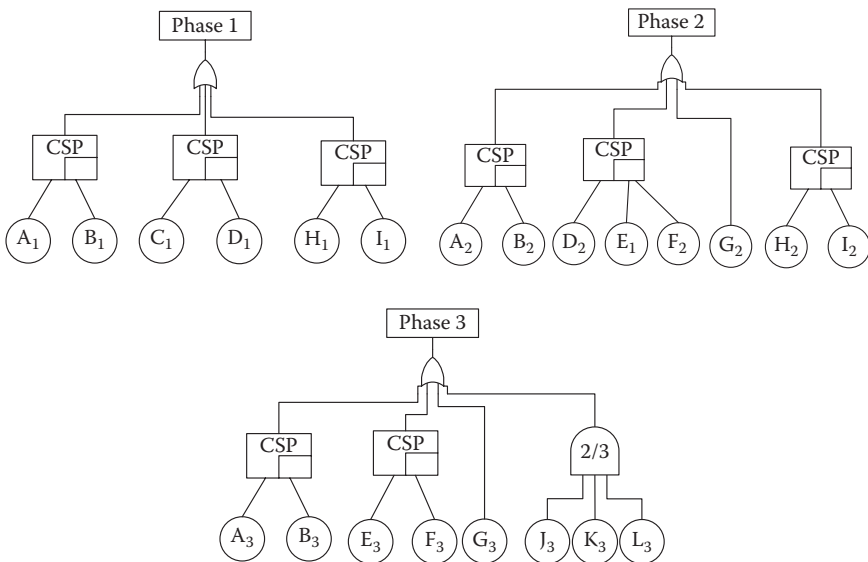 Phase 1
CSP CSP CSP
A1 B1 C1 D1 H1 I1
Phase 2
CSP CSP CSP
A2 B2 D2 E1 F2 G2 H2 I2
Phase 3
CSP CSP 2/3
A3 B3 E3 F3 G3 J3 K3 L3